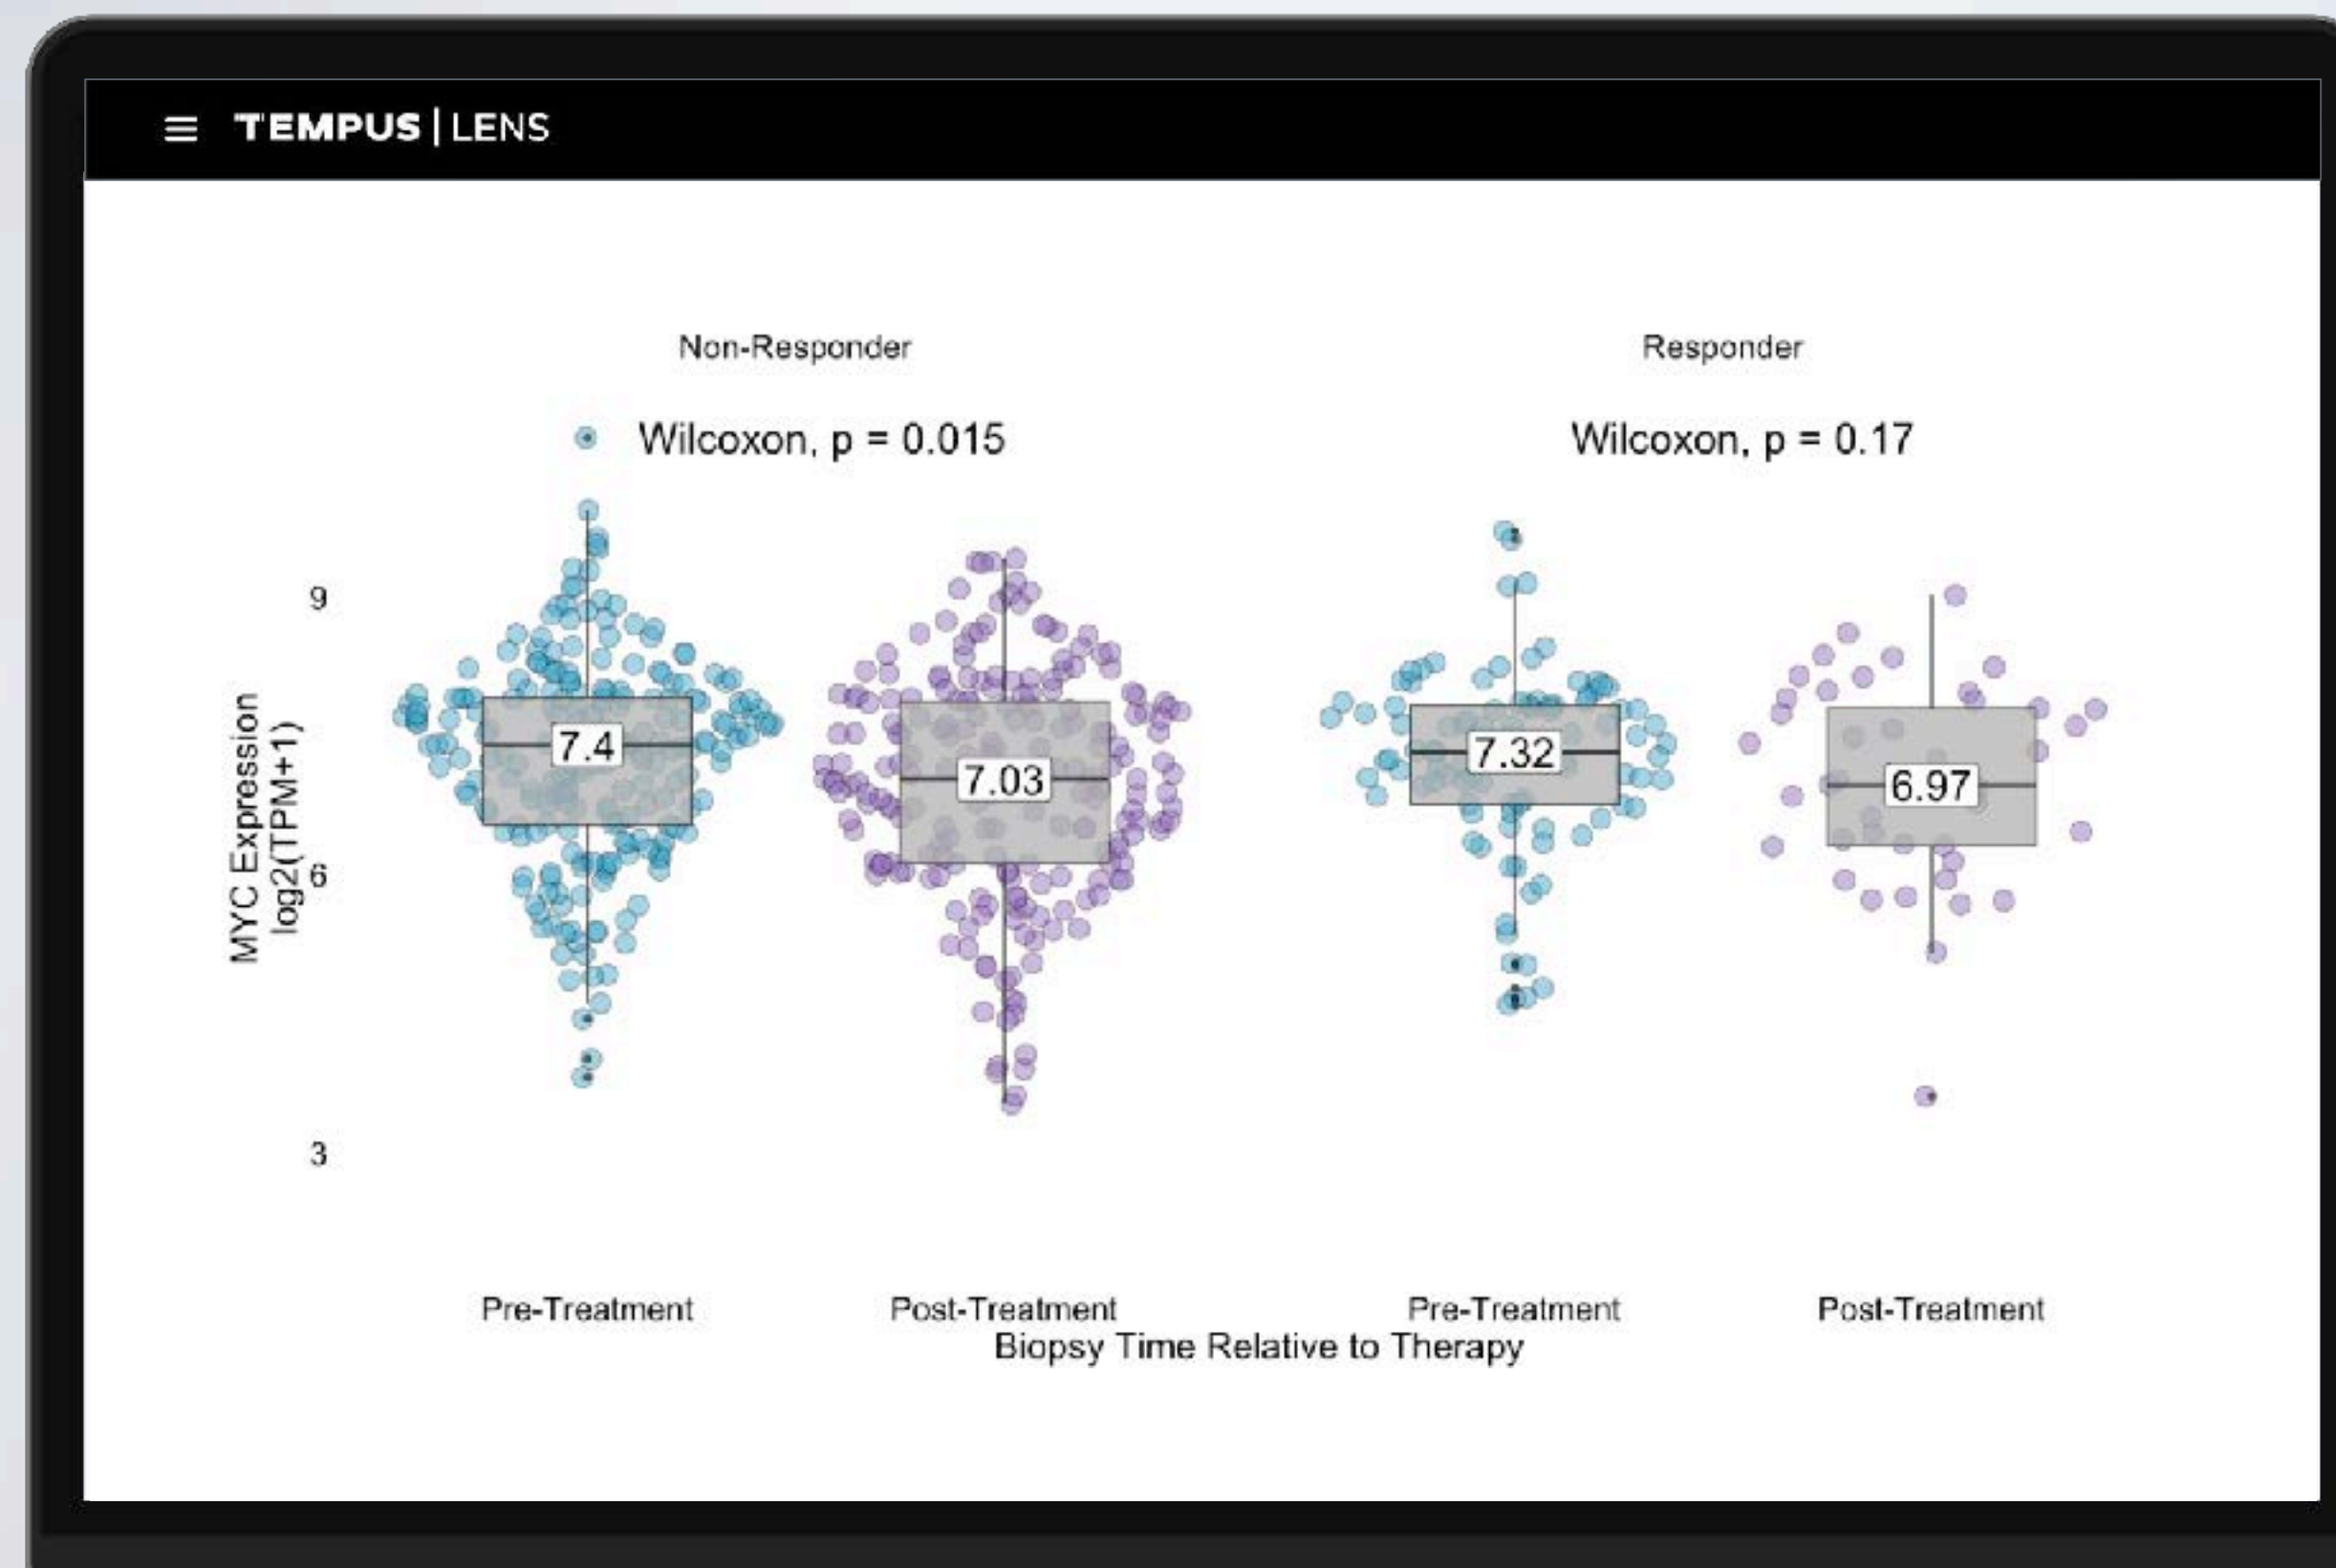 TEMPUS | LENS
Non-Responder
Responder
Wilcoxon, p = 0.015
Wilcoxon, p = 0.17
9
6
3
MYC Expression
log2(TPM+1)
7.4
7.03
7.32
6.97
Pre-Treatment
Post-Treatment
Pre-Treatment
Post-Treatment
Biopsy Time Relative to Therapy